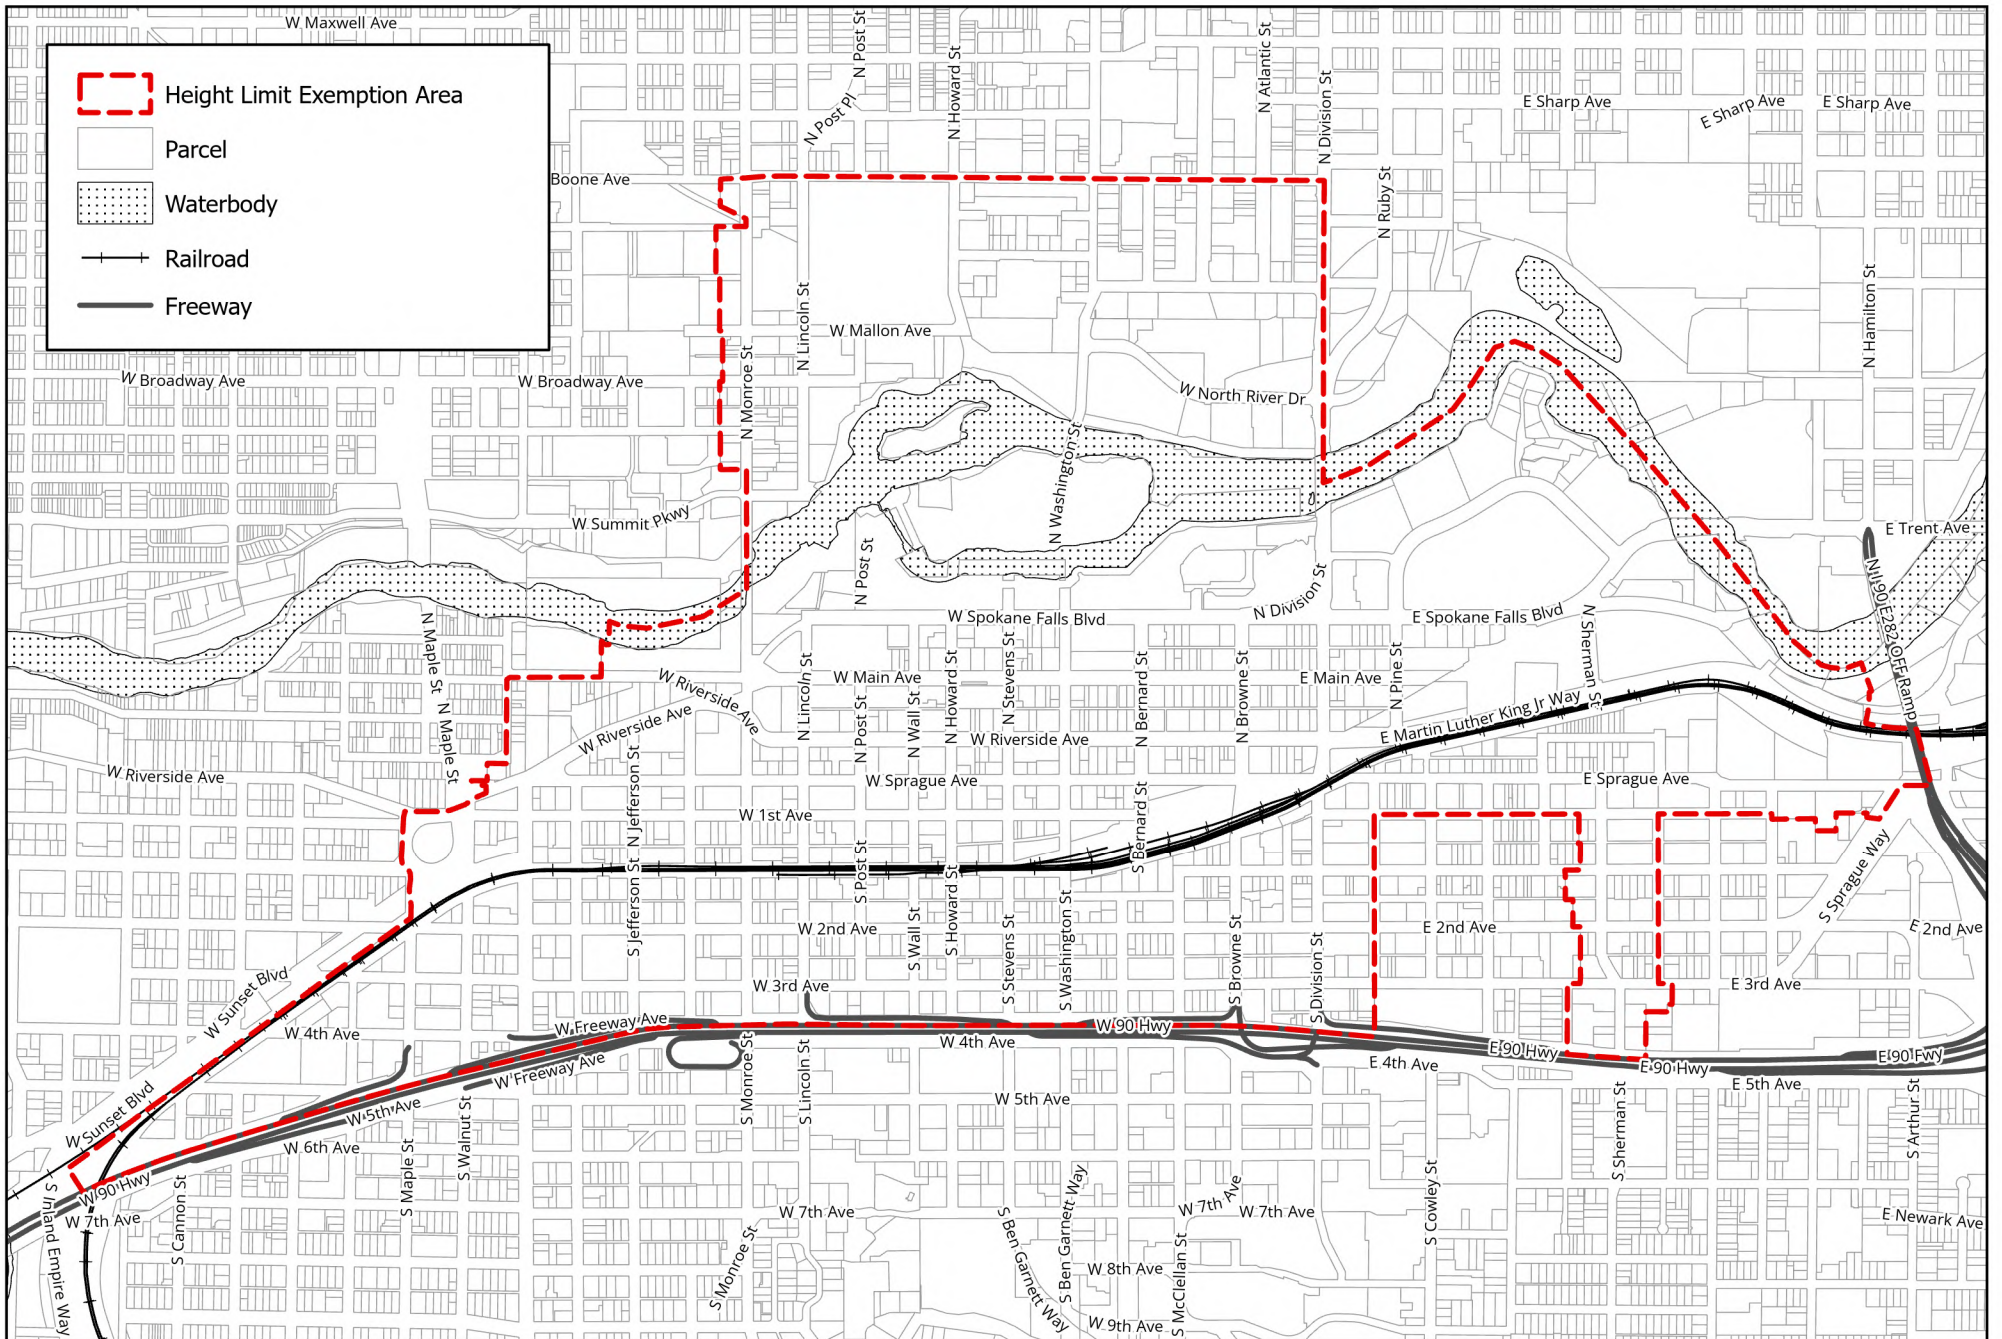 W Maxwell Ave
Height Limit Exemption Area
Parcel
Waterbody
Railroad
Freeway
N Post St
N Post Pl
N Howard St
N Atlantic St
N Division St
E Sharp Ave
E Sharp Ave
E Sharp Ave
Boone Ave
N Ruby St
N Hamilton St
N Lincoln St
W Mallon Ave
N Monroe St
W Broadway Ave
W Broadway Ave
W North River Dr
N Washington St
W Summit Pkwy
E Trent Ave
N Post St
N I-90 E282 OFF Ramp
N Division St
W Spokane Falls Blvd
E Spokane Falls Blvd
N Sherman St
N Maple St
N Maple St
W Riverside Ave
W Riverside Ave
W Riverside Ave
N Lincoln St
W Main Ave
N Post St
N Wall St
N Howard St
N Stevens St
N Bernard St
N Browne St
E Main Ave
N Pine St
E Martin Luther King Jr Way
W Riverside Ave
W Sprague Ave
E Sprague Ave
N Jefferson St
W 1st Ave
S Bernard St
S Post St
S Jefferson St
S Howard St
S Wall St
W 2nd Ave
S Stevens St
S Washington St
S Browne St
S Division St
E 2nd Ave
S Sprague Way
E 2nd Ave
E 3rd Ave
W Sunset Blvd
W 3rd Ave
W 4th Ave
W Freeway Ave
W 90 Hwy
W 4th Ave
W Freeway Ave
E 90 Hwy
E 4th Ave
E 90 Hwy
E 90 Fwy
E 5th Ave
W Sunset Blvd
W 5th Ave
W 6th Ave
S Walnut St
S Maple St
S Monroe St
S Lincoln St
W 5th Ave
S Sherman St
S Arthur St
W 90 Hwy
W 7th Ave
S Cannon St
S Inland Empire Way
W 7th Ave
S Monroe St
S Ben Garnett Way
S Ben Garnett Way
W 7th Ave
W 7th Ave
S Cowley St
E Newark Ave
S McClellan St
W 8th Ave
W 9th Ave